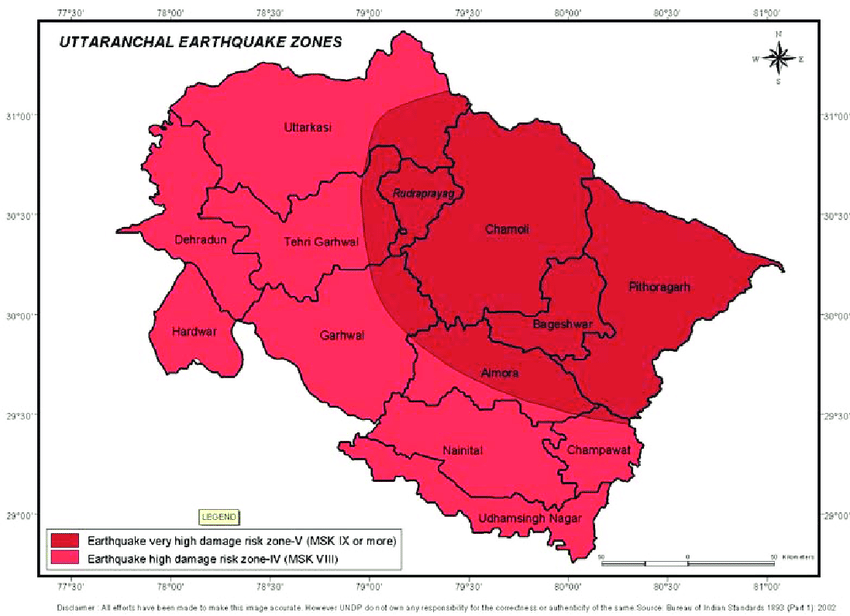 77°30' 78°00' 78°30' 79°00' 79°30' 80°00' 80°30' 81°00'
UTTARANCHAL EARTHQUAKE ZONES
N
W E
S
31°00' 31°00'
Uttarkasi
Rudraprayag
30°30' 30°30'
Chamoli
Dehradun Tehri Garhwal
Pithoragarh
30°00' 30°00'
Bageshwar
Hardwar Garhwal
Almora
29°30' 29°30'
Nainital Champawat
29°00' 29°00'
LEGEND
Udhamsingh Nagar
Earthquake very high damage risk zone-V (MSK IX or more)
Earthquake high damage risk zone-IV (MSK VIII)
50 0 50 Kilometers
77°30' 78°00' 78°30' 79°00' 79°30' 80°00' 80°30' 81°00'
Disclaimer : All efforts have been made to make this image accurate. However UNDP do not own any responsibility for the correctness or authenticity of the same Source: Bureau of Indian Standards 1893 (Part 1) 2002